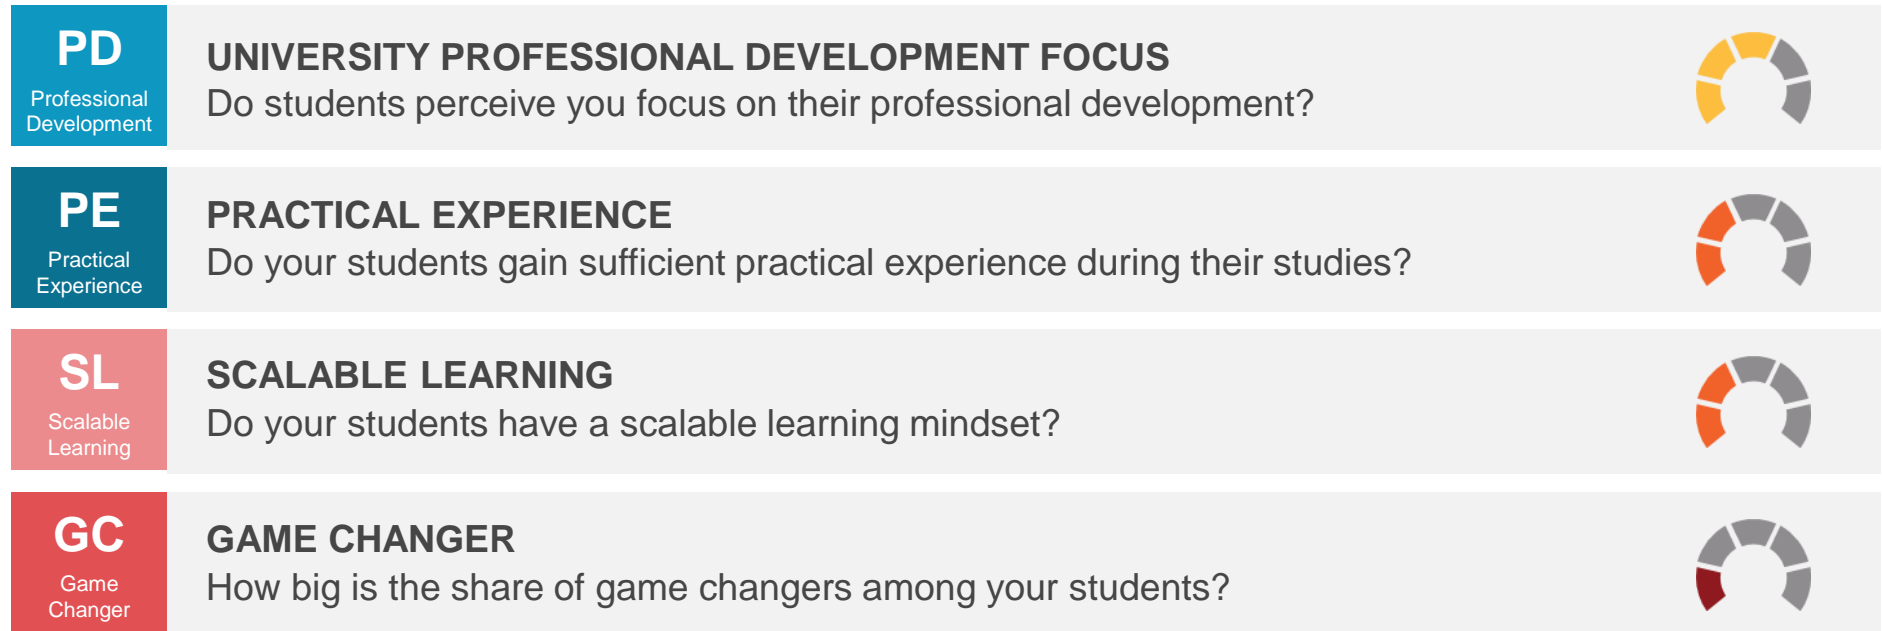 PD
Professional
Development
UNIVERSITY PROFESSIONAL DEVELOPMENT FOCUS
Do students perceive you focus on their professional development?
PE
Practical
Experience
PRACTICAL EXPERIENCE
Do your students gain sufficient practical experience during their studies?
SL
Scalable
Learning
SCALABLE LEARNING
Do your students have a scalable learning mindset?
GC
Game
Changer
GAME CHANGER
How big is the share of game changers among your students?